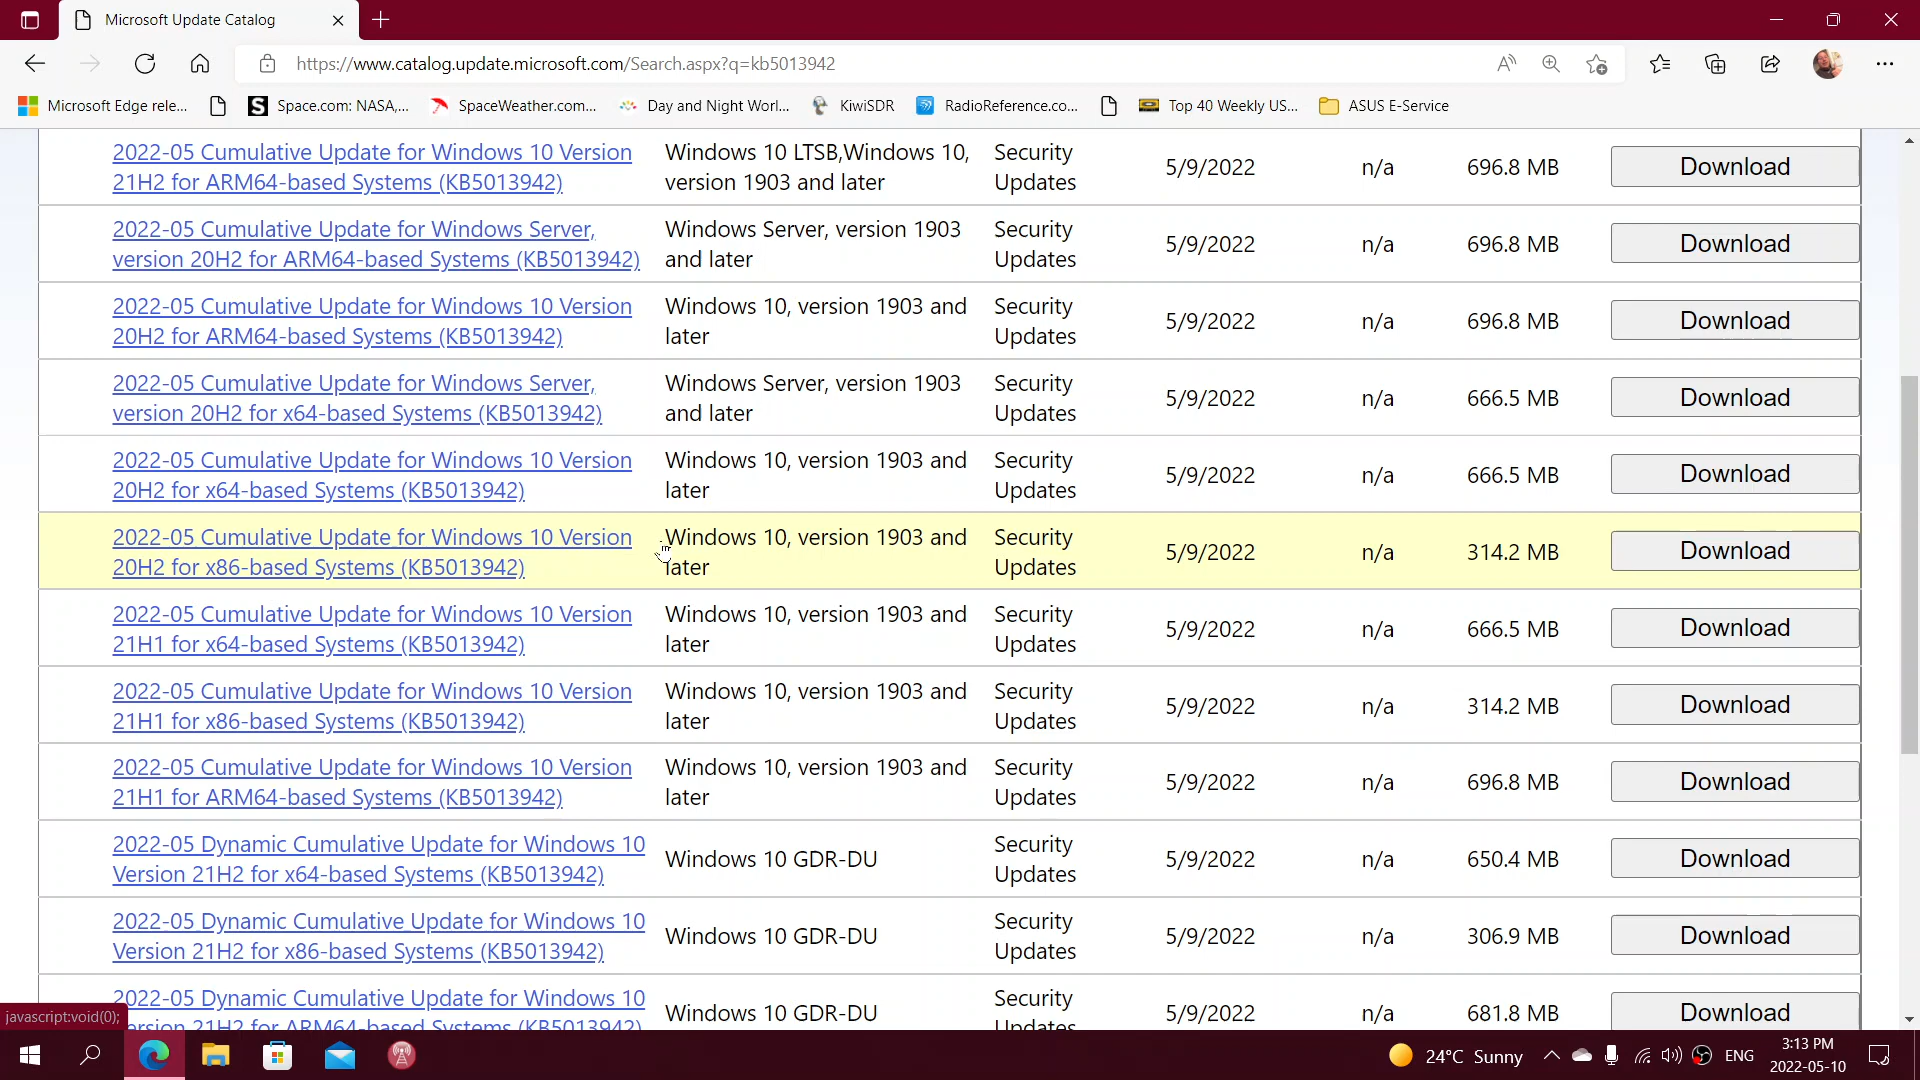 Microsoft Update Catalog
https://www.catalog.update.microsoft.com/Search.aspx?q=kb5013942
Microsoft Edge rele...
Space.com: NASA,...
SpaceWeather.com...
Day and Night Worl...
KiwiSDR
RadioReference.co...
Top 40 Weekly US...
ASUS E-Service
2022-05 Cumulative Update for Windows 10 Version
21H2 for ARM64-based Systems (KB5013942)
Windows 10 LTSB,Windows 10,
version 1903 and later
Security
Updates
5/9/2022
n/a
696.8 MB
Download
2022-05 Cumulative Update for Windows Server,
version 20H2 for ARM64-based Systems (KB5013942)
Windows Server, version 1903
and later
Security
Updates
5/9/2022
n/a
696.8 MB
Download
2022-05 Cumulative Update for Windows 10 Version
20H2 for ARM64-based Systems (KB5013942)
Windows 10, version 1903 and
later
Security
Updates
5/9/2022
n/a
696.8 MB
Download
2022-05 Cumulative Update for Windows Server,
version 20H2 for x64-based Systems (KB5013942)
Windows Server, version 1903
and later
Security
Updates
5/9/2022
n/a
666.5 MB
Download
2022-05 Cumulative Update for Windows 10 Version
20H2 for x64-based Systems (KB5013942)
Windows 10, version 1903 and
later
Security
Updates
5/9/2022
n/a
666.5 MB
Download
2022-05 Cumulative Update for Windows 10 Version
20H2 for x86-based Systems (KB5013942)
Windows 10, version 1903 and
later
Security
Updates
5/9/2022
n/a
314.2 MB
Download
2022-05 Cumulative Update for Windows 10 Version
21H1 for x64-based Systems (KB5013942)
Windows 10, version 1903 and
later
Security
Updates
5/9/2022
n/a
666.5 MB
Download
2022-05 Cumulative Update for Windows 10 Version
21H1 for x86-based Systems (KB5013942)
Windows 10, version 1903 and
later
Security
Updates
5/9/2022
n/a
314.2 MB
Download
2022-05 Cumulative Update for Windows 10 Version
21H1 for ARM64-based Systems (KB5013942)
Windows 10, version 1903 and
later
Security
Updates
5/9/2022
n/a
696.8 MB
Download
2022-05 Dynamic Cumulative Update for Windows 10
Version 21H2 for x64-based Systems (KB5013942)
Windows 10 GDR-DU
Security
Updates
5/9/2022
n/a
650.4 MB
Download
2022-05 Dynamic Cumulative Update for Windows 10
Version 21H2 for x86-based Systems (KB5013942)
Windows 10 GDR-DU
Security
Updates
5/9/2022
n/a
306.9 MB
Download
2022-05 Dynamic Cumulative Update for Windows 10
ersion 21H2 for ARM64-based Systems (KB5013942)
Windows 10 GDR-DU
Security
Updates
5/9/2022
n/a
681.8 MB
Download
javascript:void(0);
24°C Sunny
ENG
3:13 PM
2022-05-10